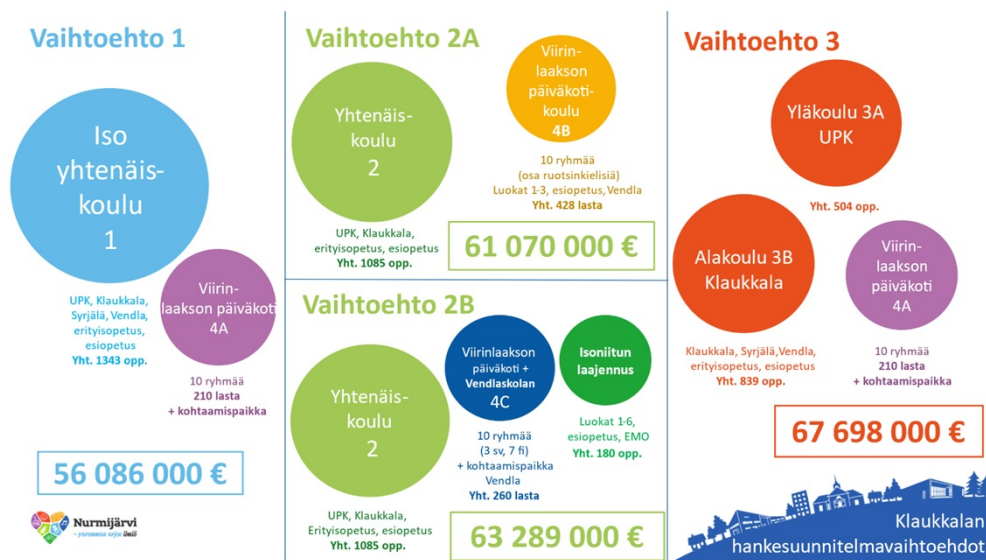 Vaihtoehto 1
Iso
yhtenäis-
koulu
1
UPK, Klaukkala,
Syrjälä, Vendla,
erityisopetus,
esiopetus
Yht. 1343 opp.
Viirin-
laakson päiväkoti
4A
10 ryhmää
210 lasta
+ kohtaamispaikka
56 086 000 €
Nurmijärvi
Vaihtoehto 2A
Yhtenäis-
koulu
2
UPK, Klaukkala,
erityisopetus, esiopetus
Yht. 1085 opp.
Viirin-
laakson
päiväkoti-
koulu
4B
10 ryhmää
(osa ruotsinkielisiä)
Luokat 1-3, esiopetus, Vendla
Yht. 428 lasta
61 070 000 €
Vaihtoehto 2B
Yhtenäis-
koulu
2
UPK, Klaukkala,
Erityisopetus, esiopetus
Yht. 1085 opp.
Viirinlaakson
päiväkoti +
Vendlaskolan
4C
10 ryhmää
(3 sv, 7 fi)
+ kohtaamispaikka
Vendla
Yht. 260 lasta
Isoniitun
laajennus
Luokat 1-6,
esiopetus, EMO
Yht. 180 opp.
63 289 000 €
Vaihtoehto 3
Yläkoulu 3A
UPK
Yht. 504 opp.
Alakoulu 3B
Klaukkala
Klaukkala, Syrjälä,Vendla,
erityisopetus, esiopetus
Yht. 839 opp.
Viirin-
laakson
päiväkoti
4A
10 ryhmää
210 lasta
+ kohtaamispaikka
67 698 000 €
Klaukkalan
hankesuunnitelmavaihtoehdot